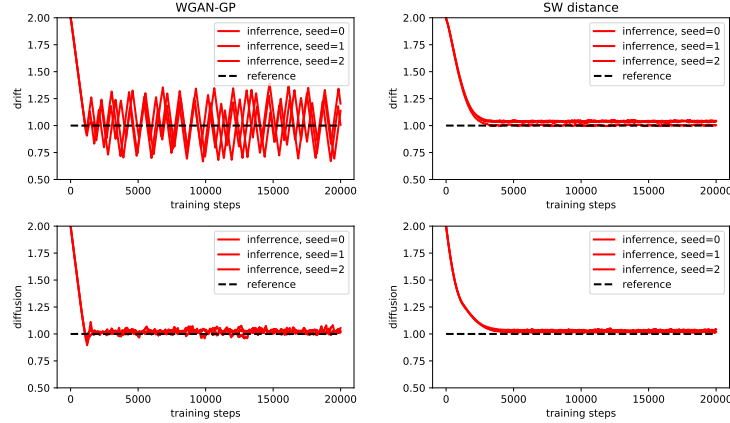 WGAN-GP
2.00
1.75
1.50
1.25
1.00
0.75
0.50
drift
inferrence, seed=0
inferrence, seed=1
inferrence, seed=2
reference
0
5000
10000
15000
20000
training steps
SW distance
2.00
1.75
1.50
1.25
1.00
0.75
0.50
drift
inferrence, seed=0
inferrence, seed=1
inferrence, seed=2
reference
0
5000
10000
15000
20000
training steps
2.00
1.75
1.50
1.25
1.00
0.75
0.50
diffusion
inferrence, seed=0
inferrence, seed=1
inferrence, seed=2
reference
0
5000
10000
15000
20000
training steps
2.00
1.75
1.50
1.25
1.00
0.75
0.50
diffusion
inferrence, seed=0
inferrence, seed=1
inferrence, seed=2
reference
0
5000
10000
15000
20000
training steps